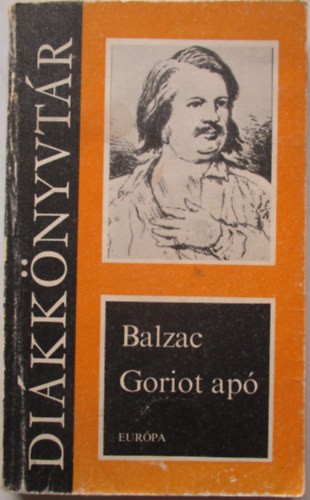 DIÁKKÖNYVTÁR
Balzac
Goriot apó
EURÓPA